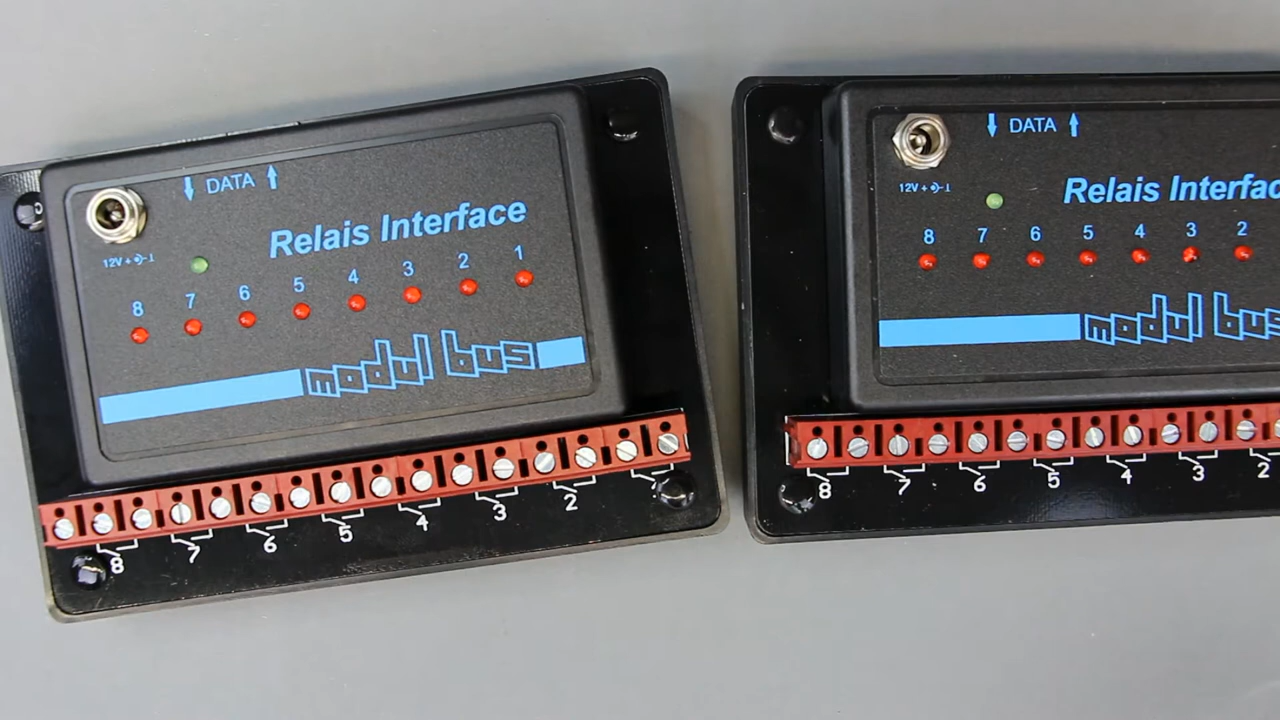 ↓ DATA ↑
12V +
Relais Interface
8 7 6 5 4 3 2 1
modul bus
8 7 6 5 4 3 2
↓ DATA ↑
12V +
Relais Interfac
8 7 6 5 4 3 2
modul bus
8 7 6 5 4 3 2